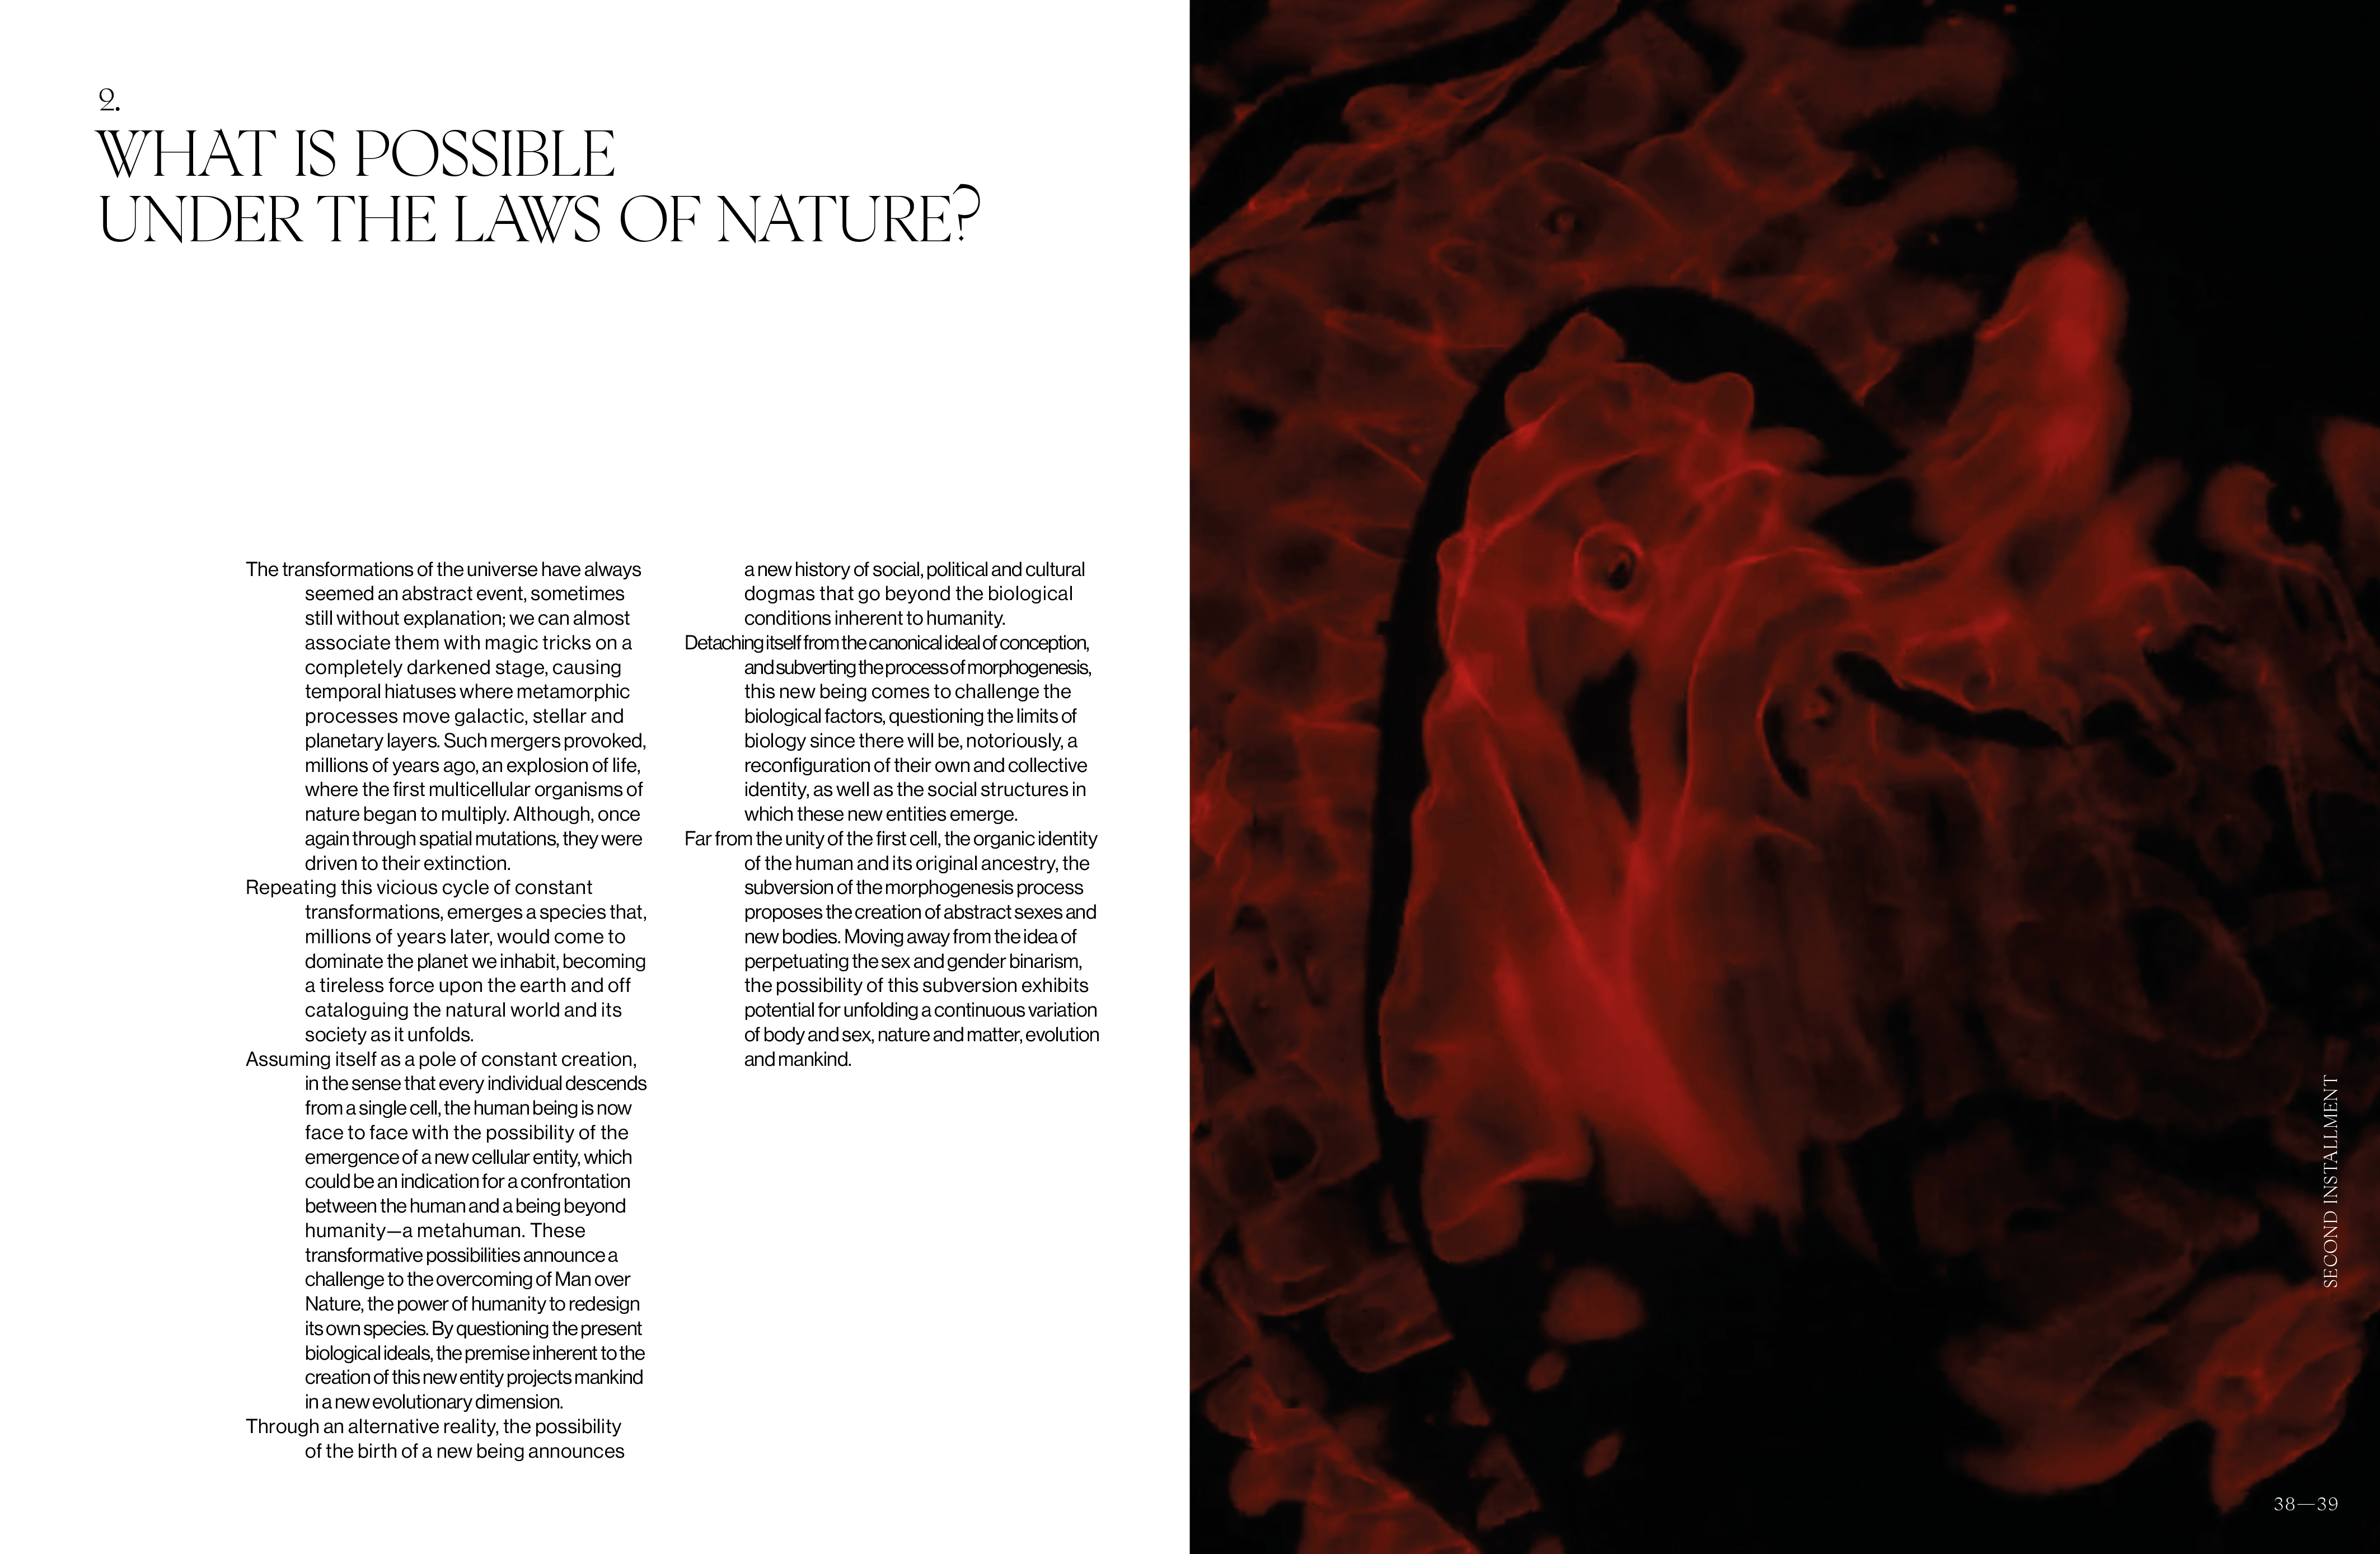 2.
WHAT IS POSSIBLE
UNDER THE LAWS OF NATURE?
The transformations of the universe have always
seemed an abstract event, sometimes
still without explanation; we can almost
associate them with magic tricks on a
completely darkened stage, causing
temporal hiatuses where metamorphic
processes move galactic, stellar and
planetary layers. Such mergers provoked,
millions of years ago, an explosion of life,
where the first multicellular organisms of
nature began to multiply. Although, once
again through spatial mutations, they were
driven to their extinction.
Repeating this vicious cycle of constant
transformations, emerges a species that,
millions of years later, would come to
dominate the planet we inhabit, becoming
a tireless force upon the earth and off
cataloguing the natural world and its
society as it unfolds.
Assuming itself as a pole of constant creation,
in the sense that every individual descends
from a single cell, the human being is now
face to face with the possibility of the
emergence of a new cellular entity, which
could be an indication for a confrontation
between the human and a being beyond
humanity—a metahuman. These
transformative possibilities announce a
challenge to the overcoming of Man over
Nature, the power of humanity to redesign
its own species. By questioning the present
biological ideals, the premise inherent to the
creation of this new entity projects mankind
in a new evolutionary dimension.
Through an alternative reality, the possibility
of the birth of a new being announces
a new history of social, political and cultural
dogmas that go beyond the biological
conditions inherent to humanity.
Detaching itself from the canonical ideal of conception,
and subverting the process of morphogenesis,
this new being comes to challenge the
biological factors, questioning the limits of
biology since there will be, notoriously, a
reconfiguration of their own and collective
identity, as well as the social structures in
which these new entities emerge.
Far from the unity of the first cell, the organic identity
of the human and its original ancestry, the
subversion of the morphogenesis process
proposes the creation of abstract sexes and
new bodies. Moving away from the idea of
perpetuating the sex and gender binarism,
the possibility of this subversion exhibits
potential for unfolding a continuous variation
of body and sex, nature and matter, evolution
and mankind.
SECOND INSTALLMENT
38—39